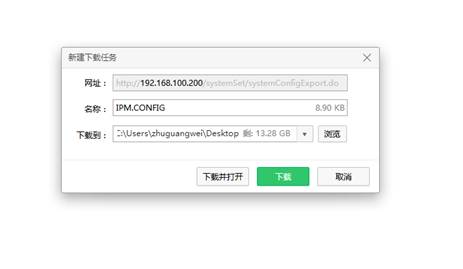 新建下载任务
网址： http://192.168.100.200/systemSet/systemConfigExport.do
名称： IPM.CONFIG 8.90 KB
下载到： C:\Users\zhuguangwei\Desktop 剩: 13.28 GB 浏览
下载并打开 下载 取消